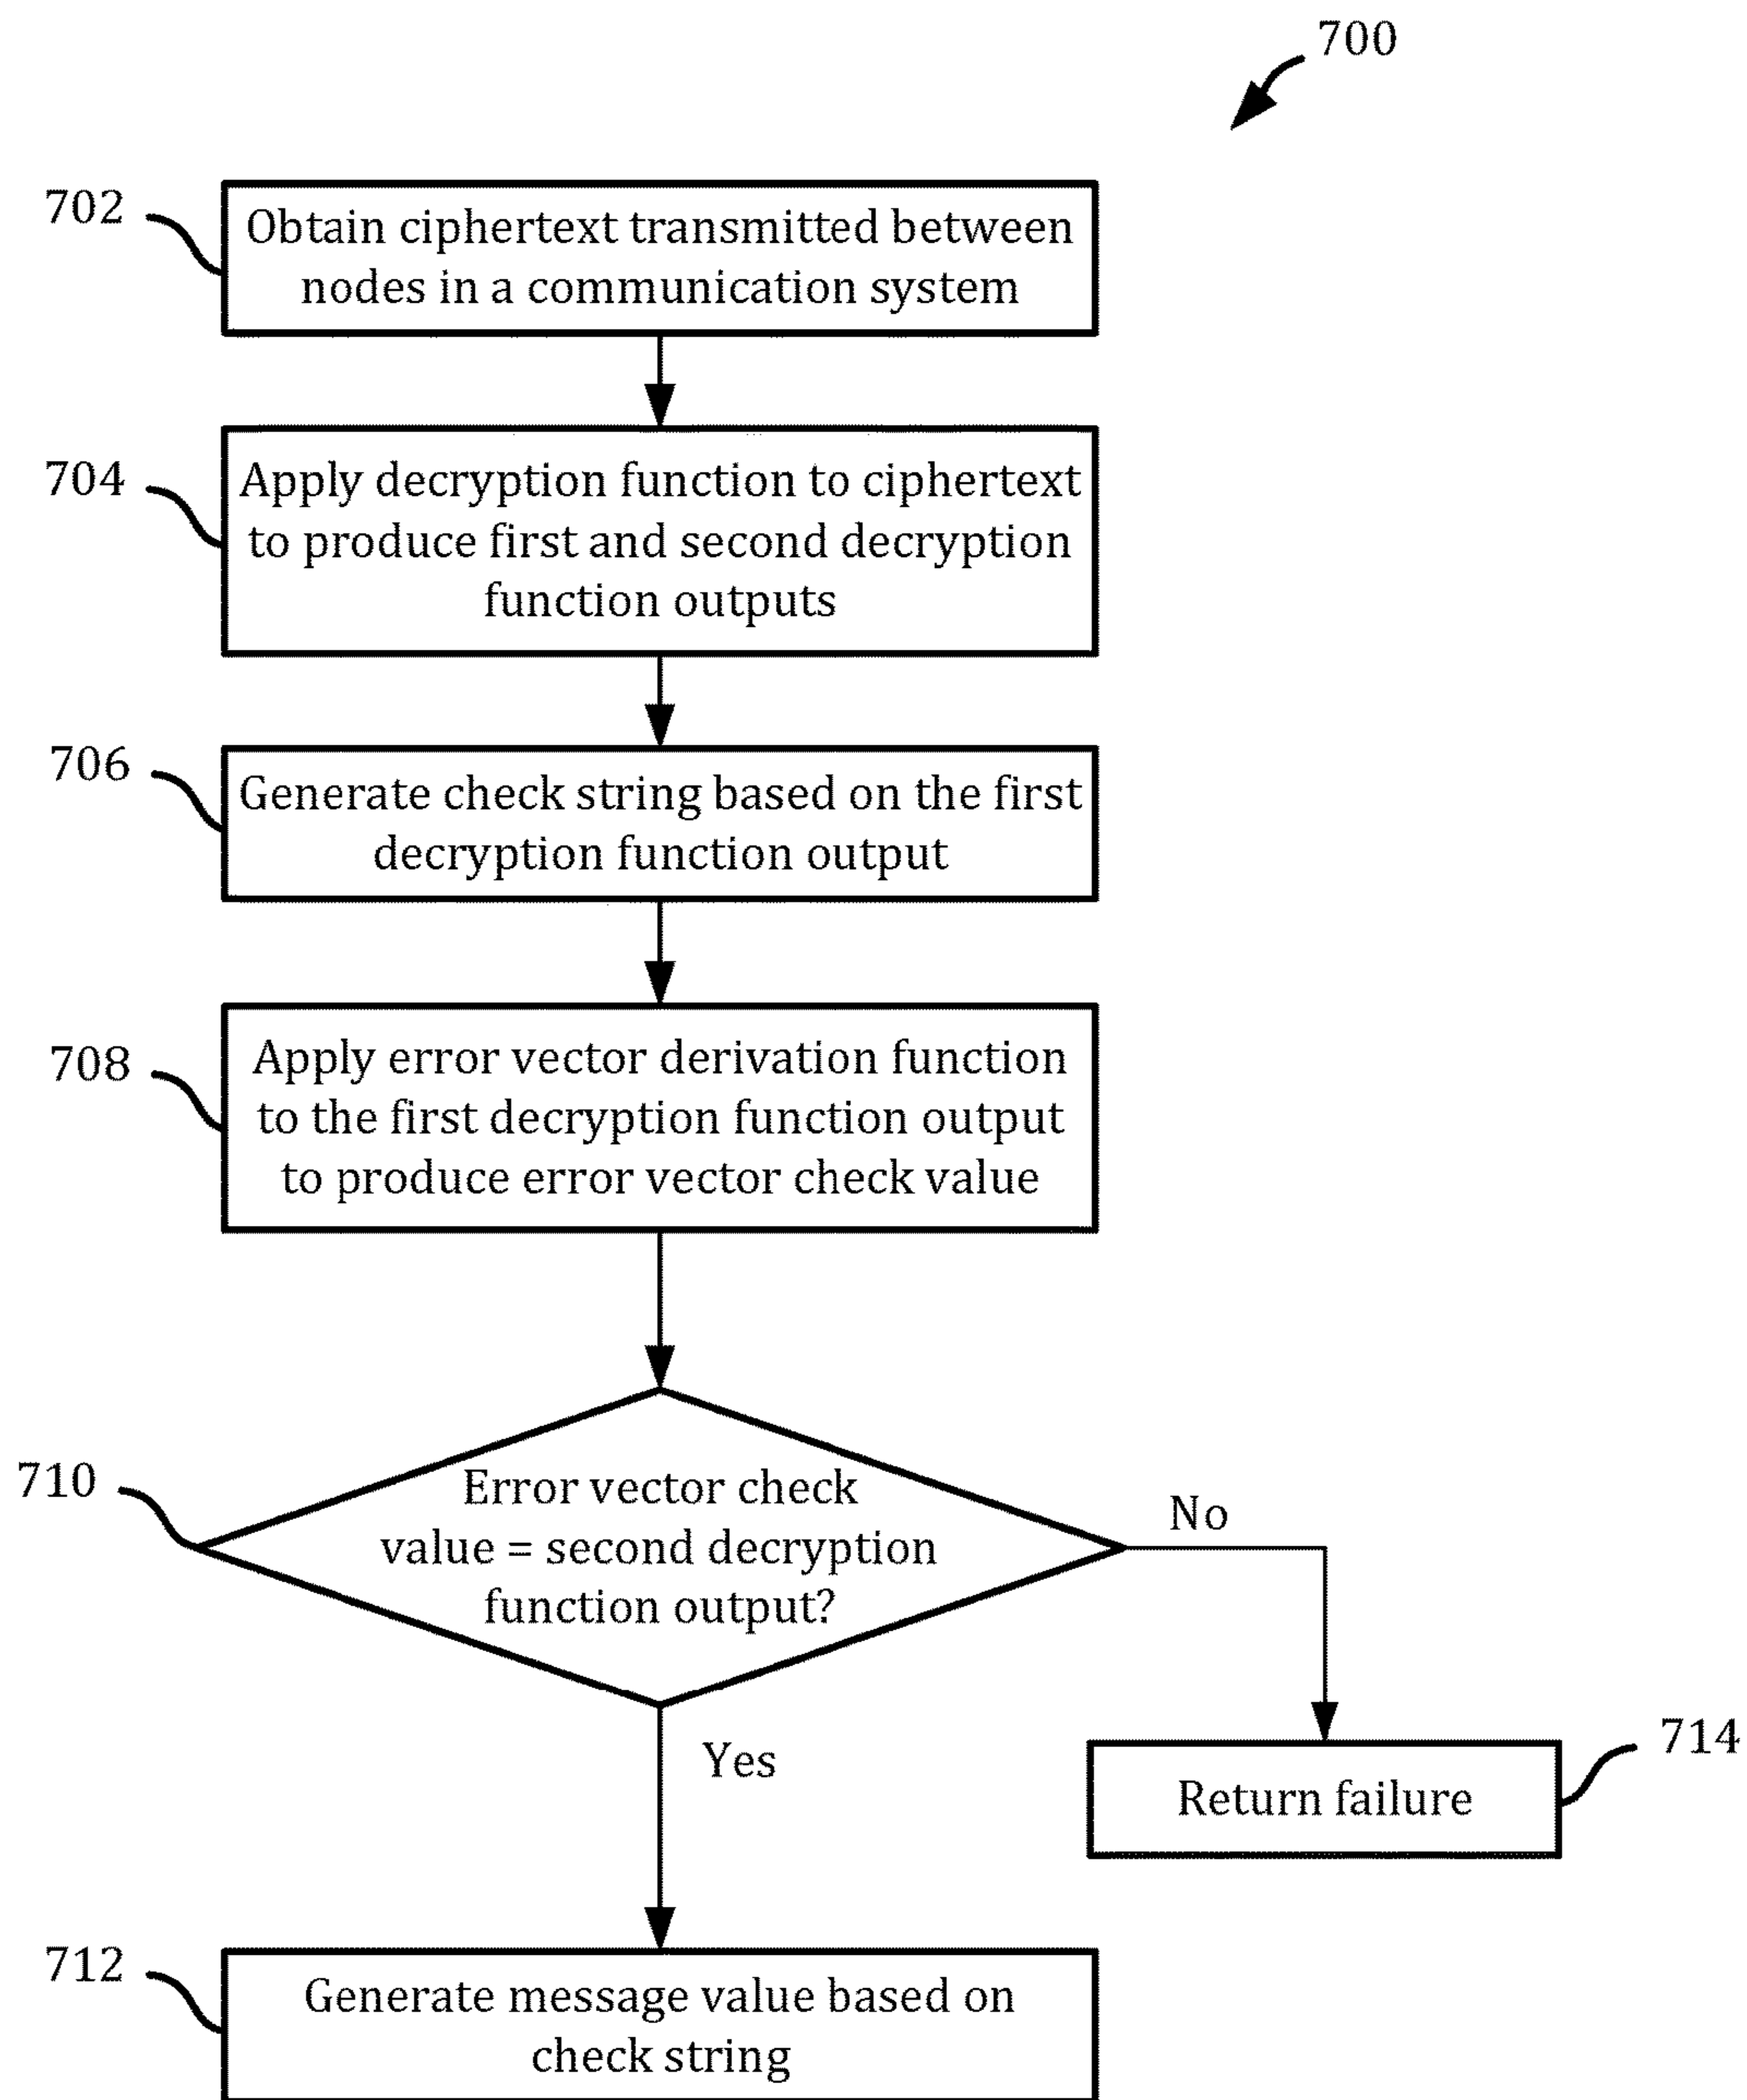 700
702
Obtain ciphertext transmitted between
nodes in a communication system
704
Apply decryption function to ciphertext
to produce first and second decryption
function outputs
706
Generate check string based on the first
decryption function output
708
Apply error vector derivation function
to the first decryption function output
to produce error vector check value
710
Error vector check
value = second decryption
function output?
No
Yes
714
Return failure
712
Generate message value based on
check string